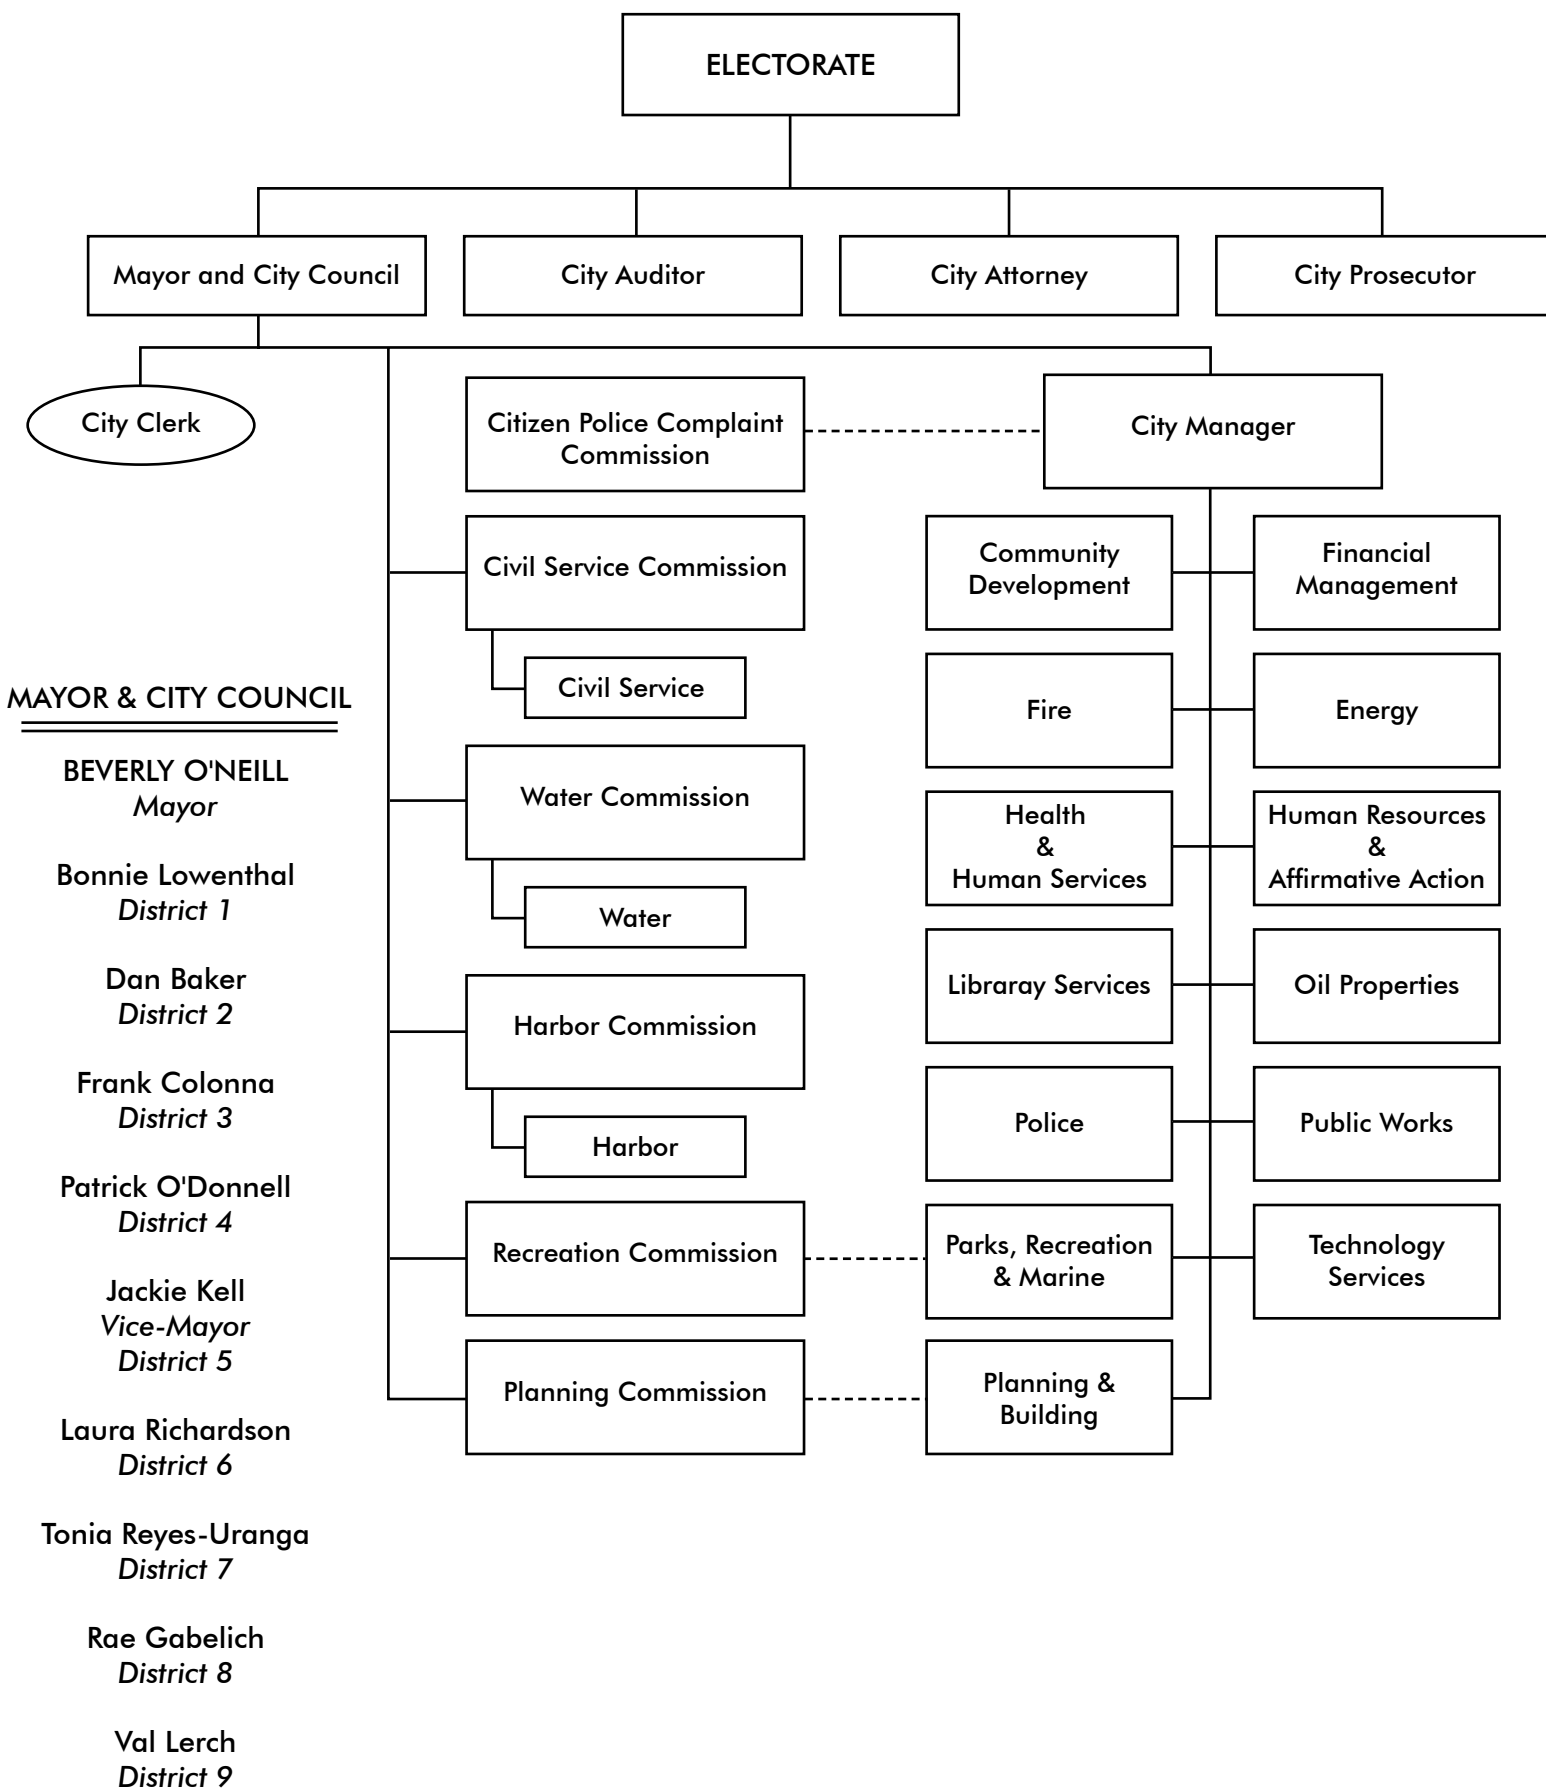 ELECTORATE
Mayor and City Council
City Auditor
City Attorney
City Prosecutor
City Clerk
Citizen Police Complaint
Commission
City Manager
Civil Service Commission
Civil Service
Water Commission
Water
Harbor Commission
Harbor
Recreation Commission
Planning Commission
Community
Development
Financial
Management
Fire
Energy
Health
&
Human Services
Human Resources
&
Affirmative Action
Libraray Services
Oil Properties
Police
Public Works
Parks, Recreation
& Marine
Technology
Services
Planning &
Building
MAYOR & CITY COUNCIL
BEVERLY O'NEILL
Mayor
Bonnie Lowenthal
District 1
Dan Baker
District 2
Frank Colonna
District 3
Patrick O'Donnell
District 4
Jackie Kell
Vice-Mayor
District 5
Laura Richardson
District 6
Tonia Reyes-Uranga
District 7
Rae Gabelich
District 8
Val Lerch
District 9